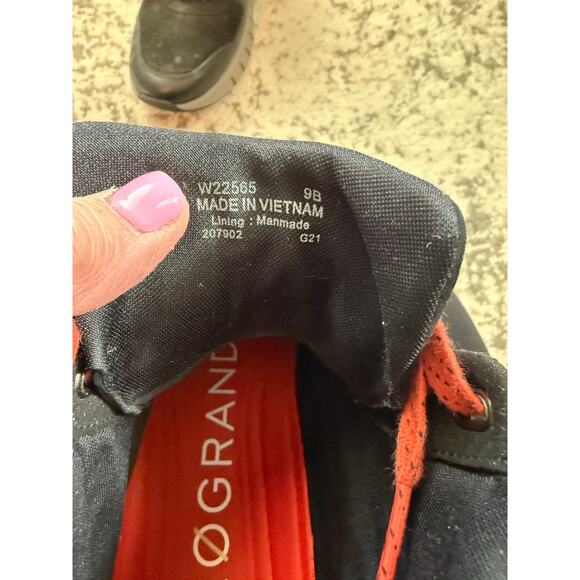 W22565 9B
MADE IN VIETNAM
Lining : Manmade
207902 G21
ØGRAND